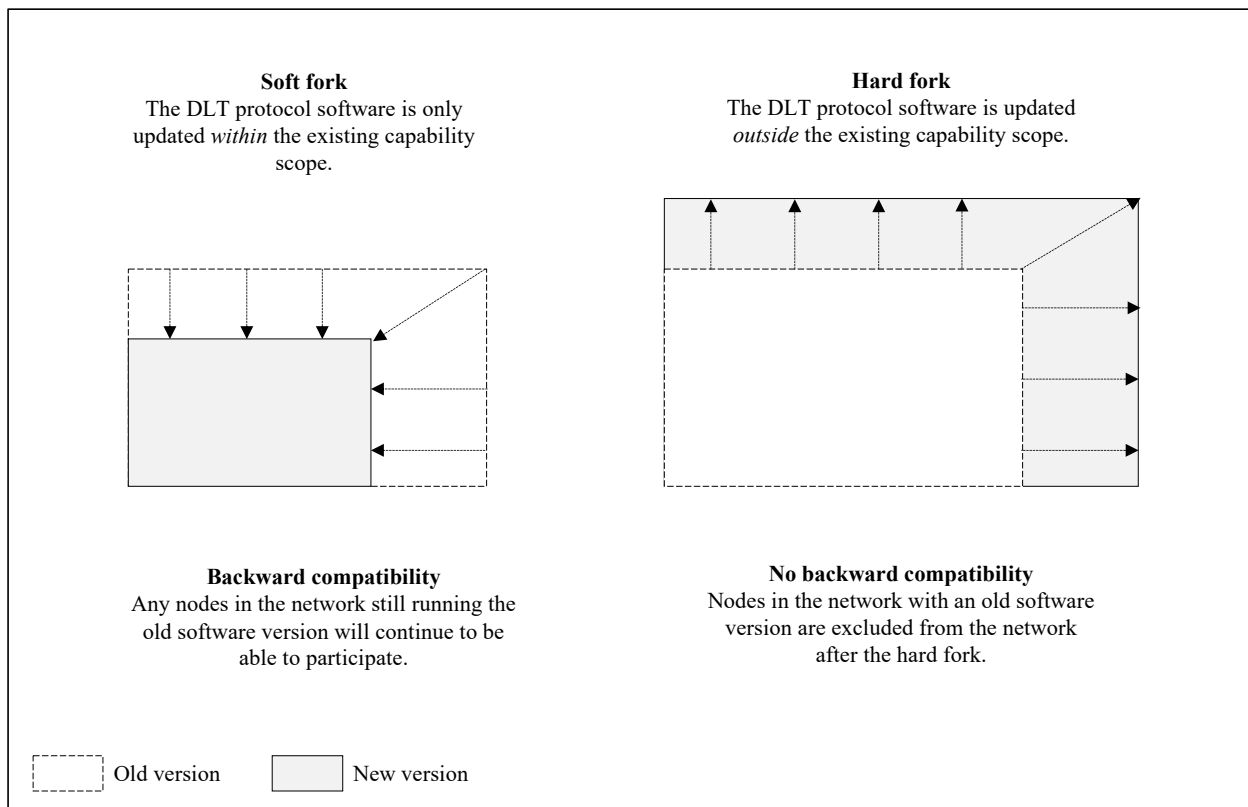 Soft fork
The DLT protocol software is only
updated within the existing capability
scope.
Hard fork
The DLT protocol software is updated
outside the existing capability scope.
Backward compatibility
Any nodes in the network still running the
old software version will continue to be
able to participate.
No backward compatibility
Nodes in the network with an old software
version are excluded from the network
after the hard fork.
Old version
New version